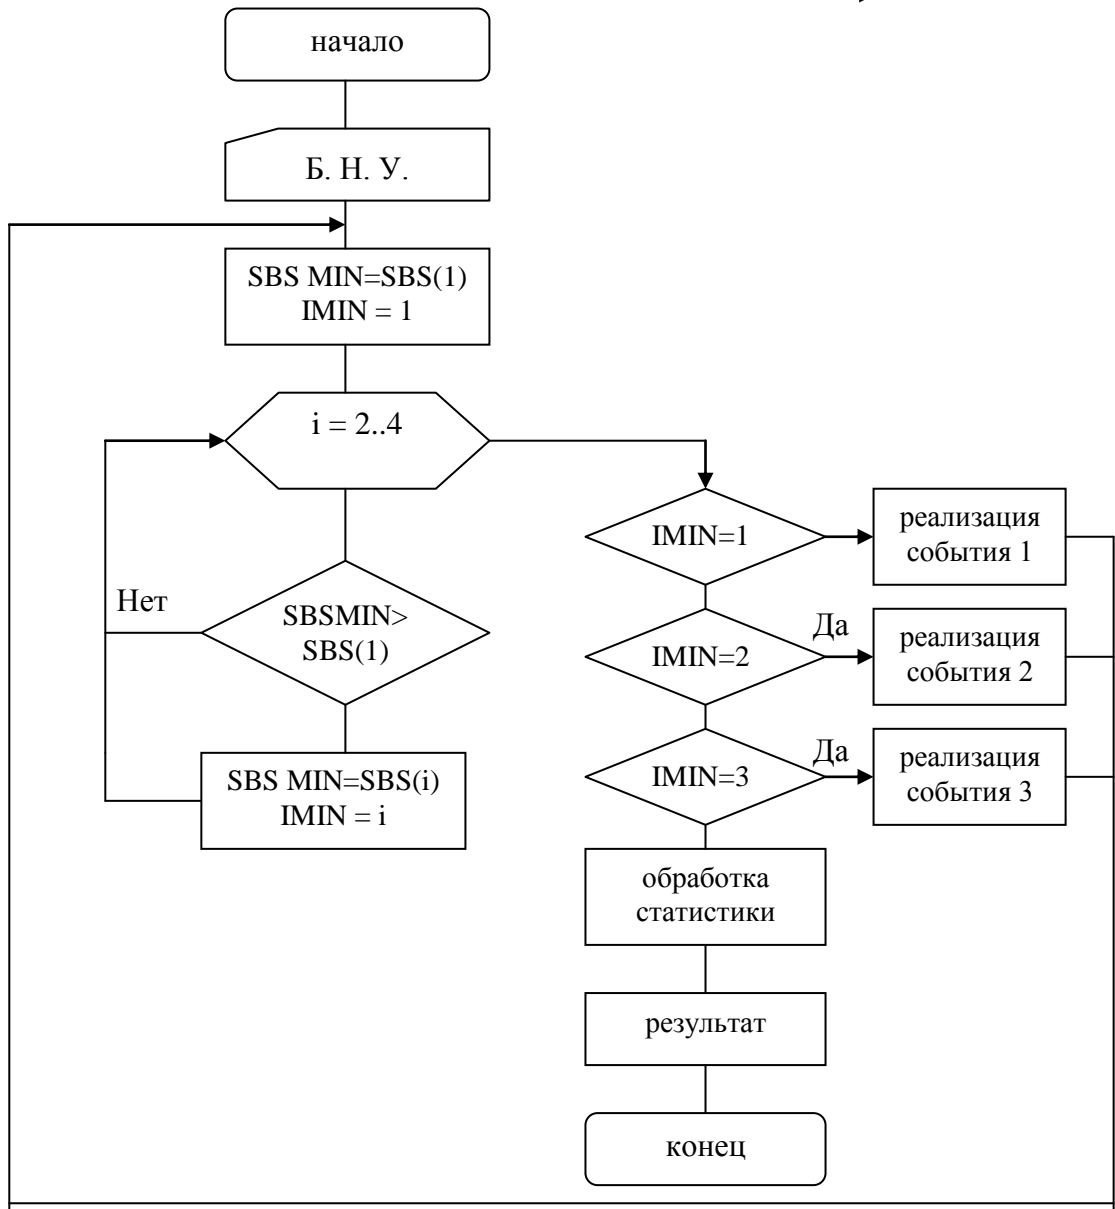 начало
Б. Н. У.
SBS MIN=SBS(1)
IMIN = 1
i = 2..4
Нет
SBSMIN>
SBS(1)
SBS MIN=SBS(i)
IMIN = i
IMIN=1
реализация
события 1
IMIN=2
Да
реализация
события 2
IMIN=3
Да
реализация
события 3
обработка
статистики
результат
конец